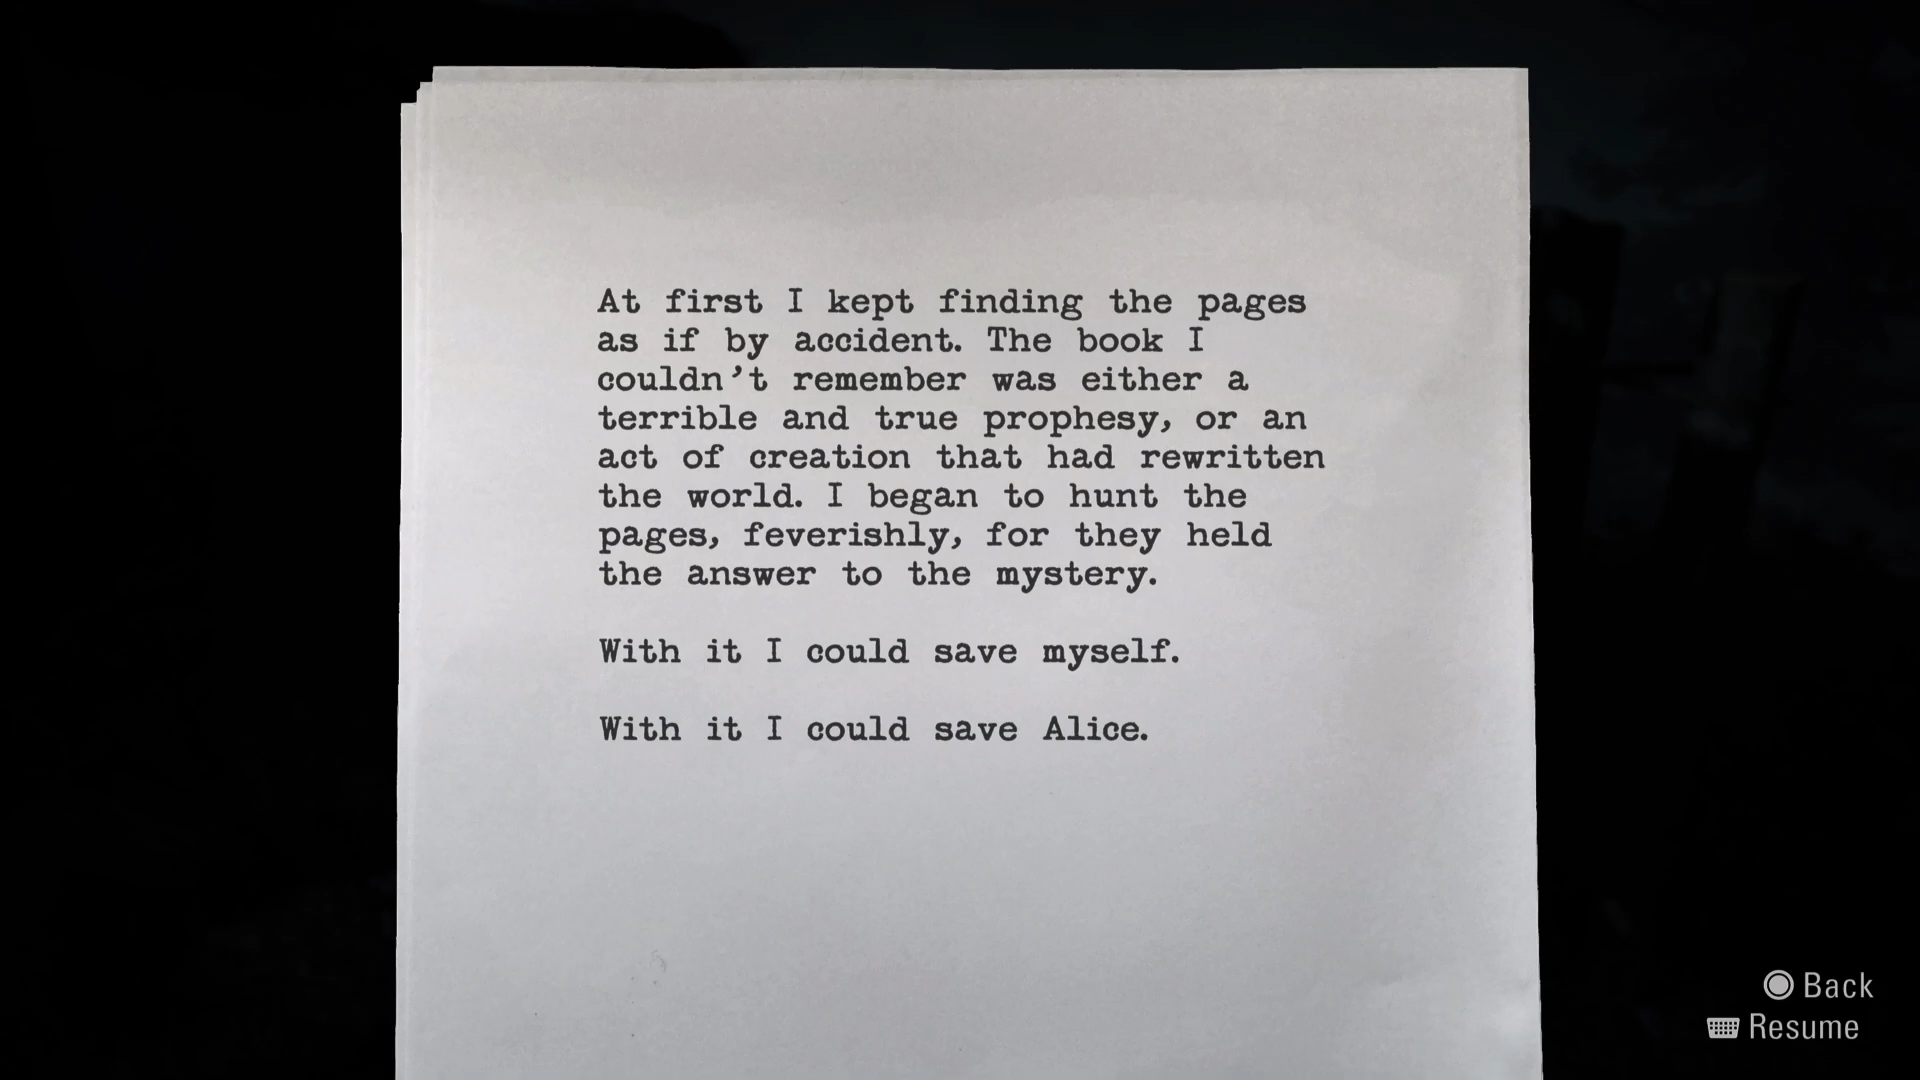 At first I kept finding the pages
as if by accident. The book I
couldn't remember was either a
terrible and true prophesy, or an
act of creation that had rewritten
the world. I began to hunt the
pages, feverishly, for they held
the answer to the mystery.
With it I could save myself.
With it I could save Alice.
Back
Resume